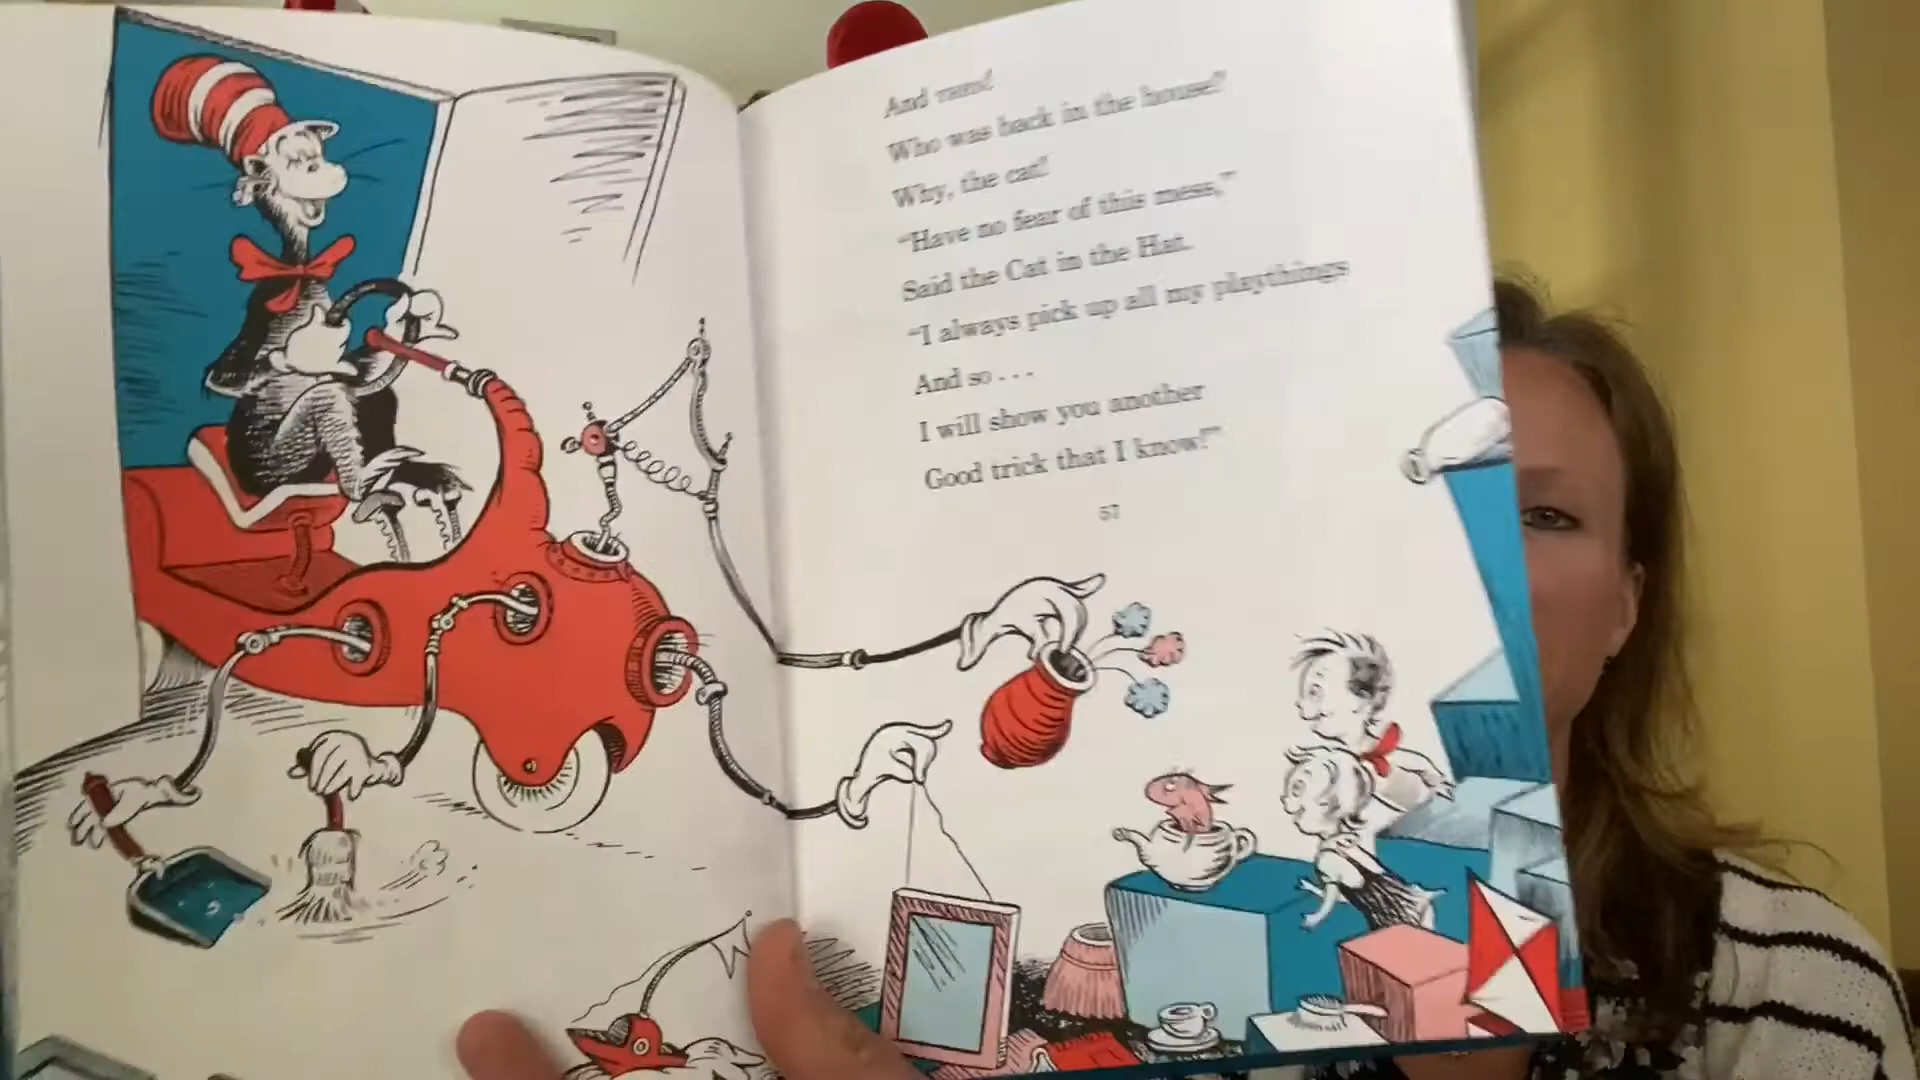 And then!
Who was back in the house?
Why, the cat!
“Have no fear of this mess,”
Said the Cat in the Hat.
“I always pick up all my playthings
And so . . .
I will show you another
Good trick that I know!”
57